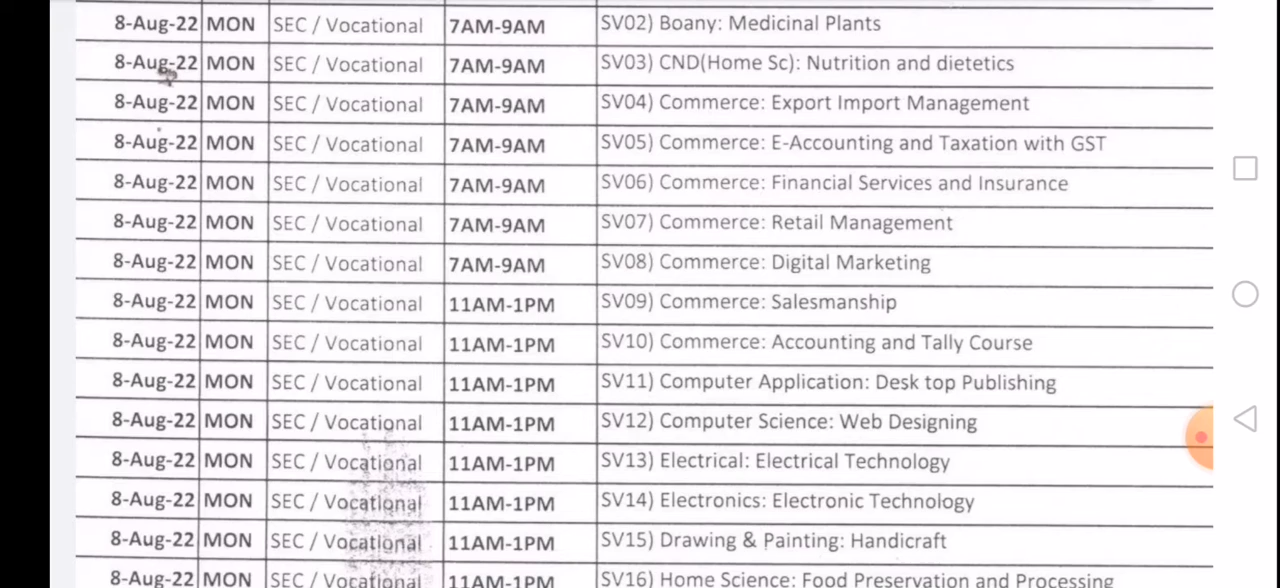 8-Aug-22 MON SEC / Vocational 7AM-9AM SV02) Boany: Medicinal Plants
8-Aug-22 MON SEC / Vocational 7AM-9AM SV03) CND(Home Sc): Nutrition and dietetics
8-Aug-22 MON SEC / Vocational 7AM-9AM SV04) Commerce: Export Import Management
8-Aug-22 MON SEC / Vocational 7AM-9AM SV05) Commerce: E-Accounting and Taxation with GST
8-Aug-22 MON SEC / Vocational 7AM-9AM SV06) Commerce: Financial Services and Insurance
8-Aug-22 MON SEC / Vocational 7AM-9AM SV07) Commerce: Retail Management
8-Aug-22 MON SEC / Vocational 7AM-9AM SV08) Commerce: Digital Marketing
8-Aug-22 MON SEC / Vocational 11AM-1PM SV09) Commerce: Salesmanship
8-Aug-22 MON SEC / Vocational 11AM-1PM SV10) Commerce: Accounting and Tally Course
8-Aug-22 MON SEC / Vocational 11AM-1PM SV11) Computer Application: Desk top Publishing
8-Aug-22 MON SEC / Vocational 11AM-1PM SV12) Computer Science: Web Designing
8-Aug-22 MON SEC / Vocational 11AM-1PM SV13) Electrical: Electrical Technology
8-Aug-22 MON SEC / Vocational 11AM-1PM SV14) Electronics: Electronic Technology
8-Aug-22 MON SEC / Vocational 11AM-1PM SV15) Drawing & Painting: Handicraft
8-Aug-22 MON SEC / Vocational 11AM-1PM SV16) Home Science: Food Preservation and Processing